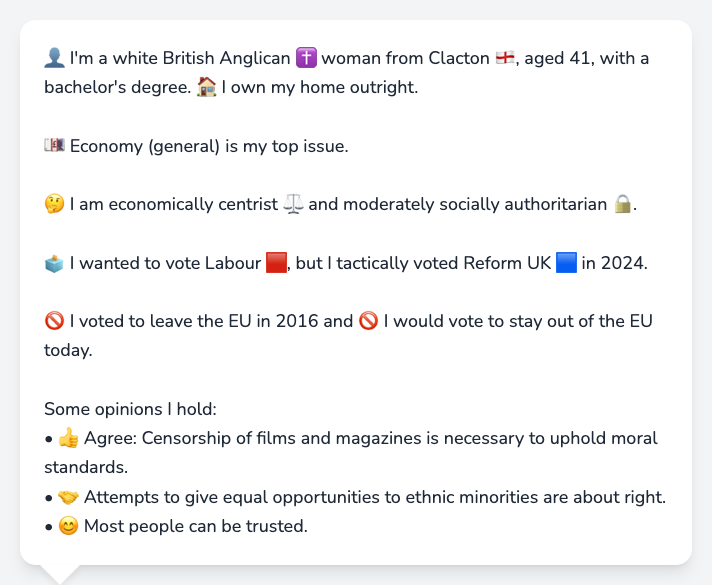 👤 I'm a white British Anglican ✝️ woman from Clacton 🏴󠁧󠁢󠁥󠁮󠁧󠁿, aged 41, with a
bachelor's degree. 🏠 I own my home outright.
💷 Economy (general) is my top issue.
🤔 I am economically centrist ⚖️ and moderately socially authoritarian 🔒.
🗳️ I wanted to vote Labour 🟥, but I tactically voted Reform UK 🟦 in 2024.
🚫 I voted to leave the EU in 2016 and 🚫 I would vote to stay out of the EU
today.
Some opinions I hold:
• 👍 Agree: Censorship of films and magazines is necessary to uphold moral
standards.
• 🤝 Attempts to give equal opportunities to ethnic minorities are about right.
• 😊 Most people can be trusted.